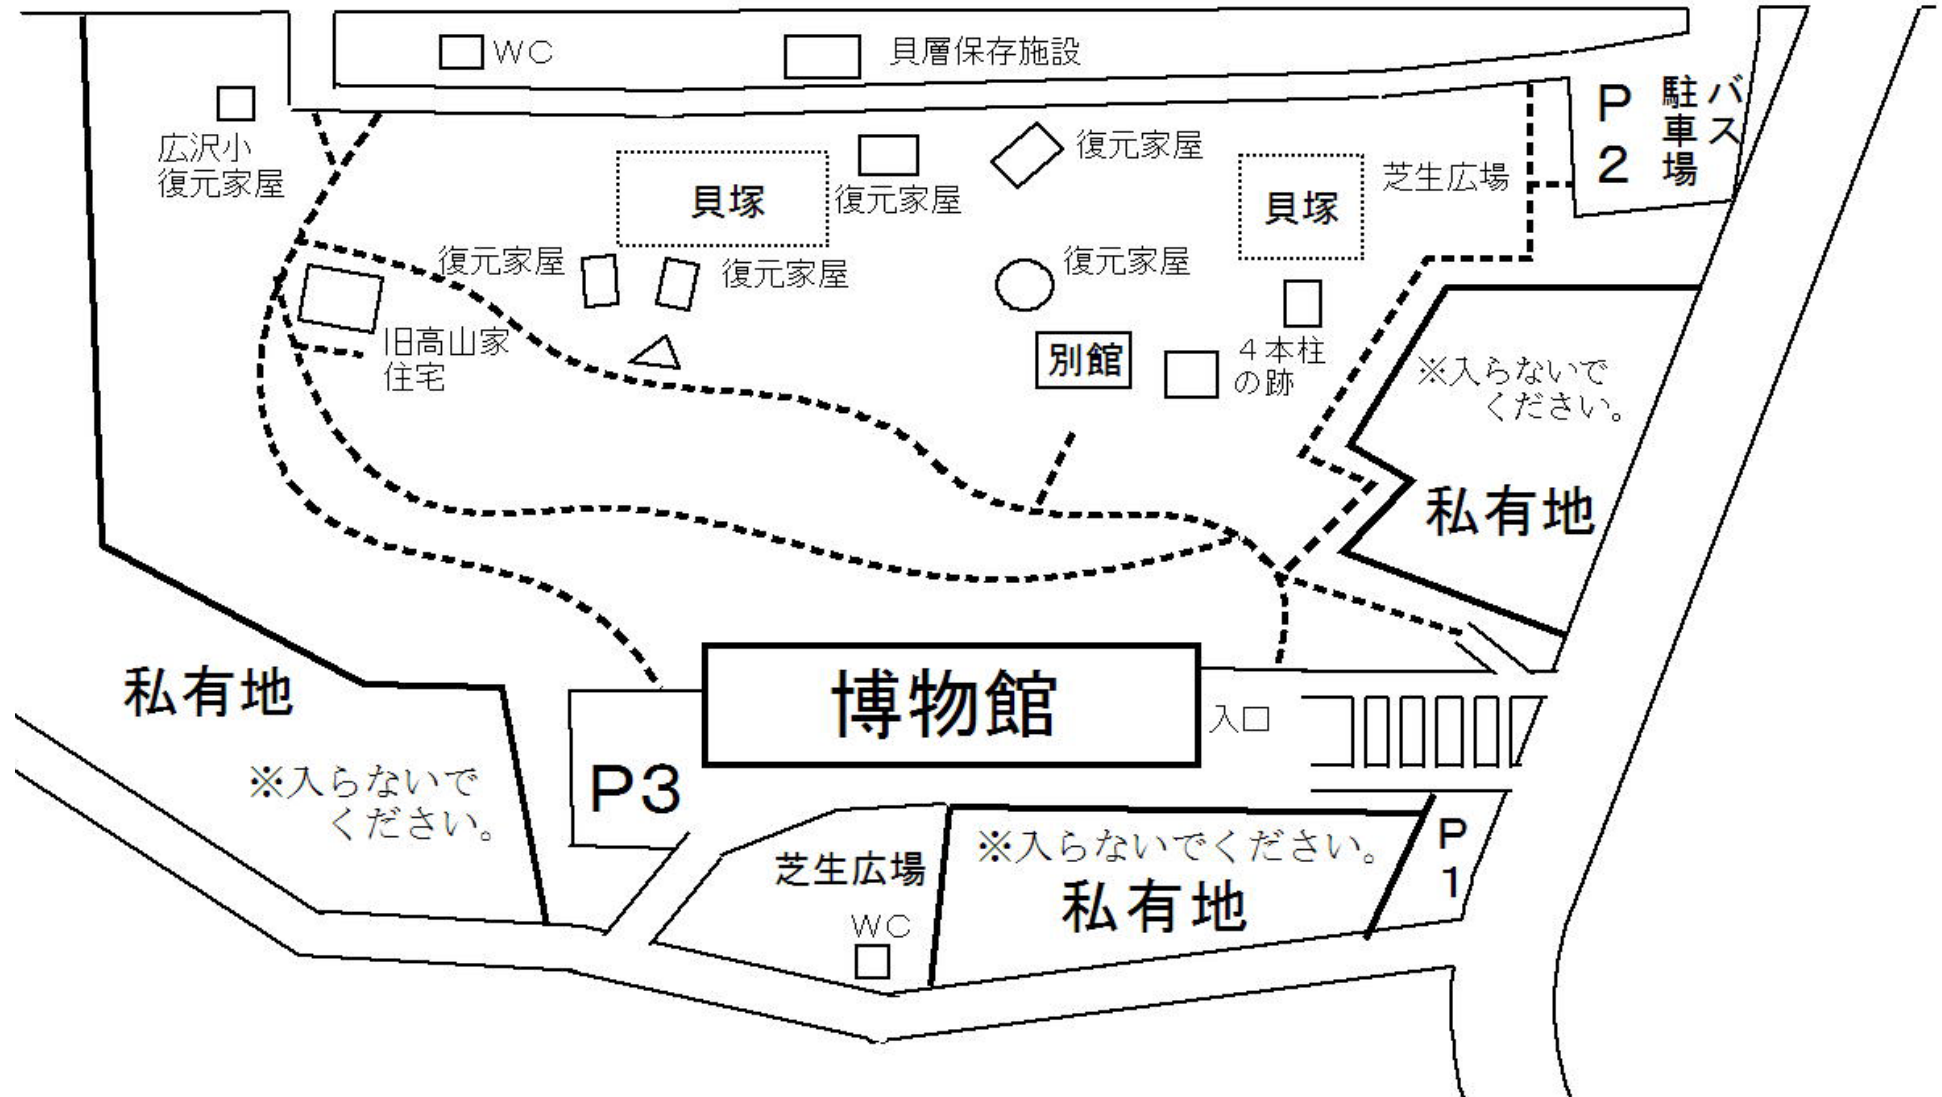 WC
貝層保存施設
広沢小
復元家屋
貝塚
復元家屋
復元家屋
貝塚
芝生広場
P
2
バス
駐車場
復元家屋
復元家屋
復元家屋
旧高山家
住宅
別館
4本柱
の跡
※入らないで
ください。
私有地
私有地
※入らないで
ください。
P3
博物館
入口
芝生広場
WC
※入らないでください。
私有地
P
1